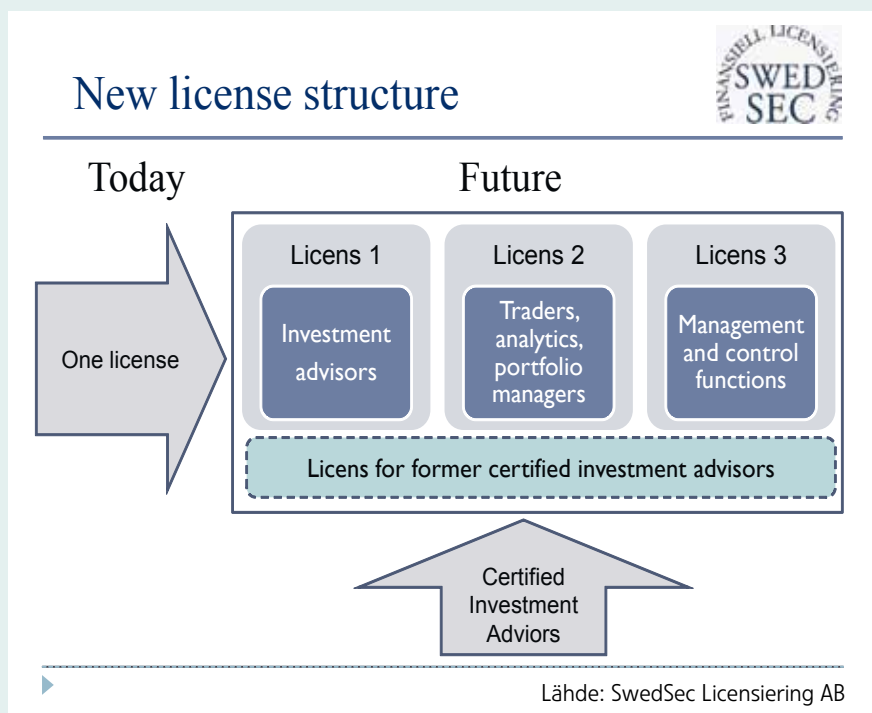 New license structure
FINANSIELL LICENSIERING
SWED
SEC
Today
Future
One license
Licens 1
Investment
advisors
Licens 2
Traders,
analytics,
portfolio
managers
Licens 3
Management
and control
functions
Licens for former certified investment advisors
Certified
Investment
Adviors
Lähde: SwedSec Licensiering AB